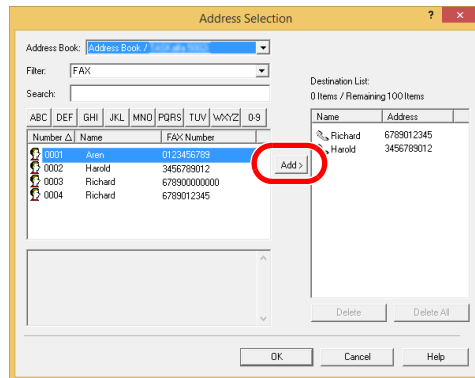 Address Selection
? ×
Address Book: Address Book /
Filter: FAX
Search:
Destination List:
0 Items / Remaining 100 Items
ABC DEF GHI JKL MNO PQRS TUV WXYZ 0-9
Number △ Name FAX Number
Name Address
0001 Aren 0123456789
0002 Harold 3456789012
0003 Richard 678900000000
0004 Richard 6789012345
Add >
Richard 6789012345
Harold 3456789012
Delete Delete All
OK Cancel Help